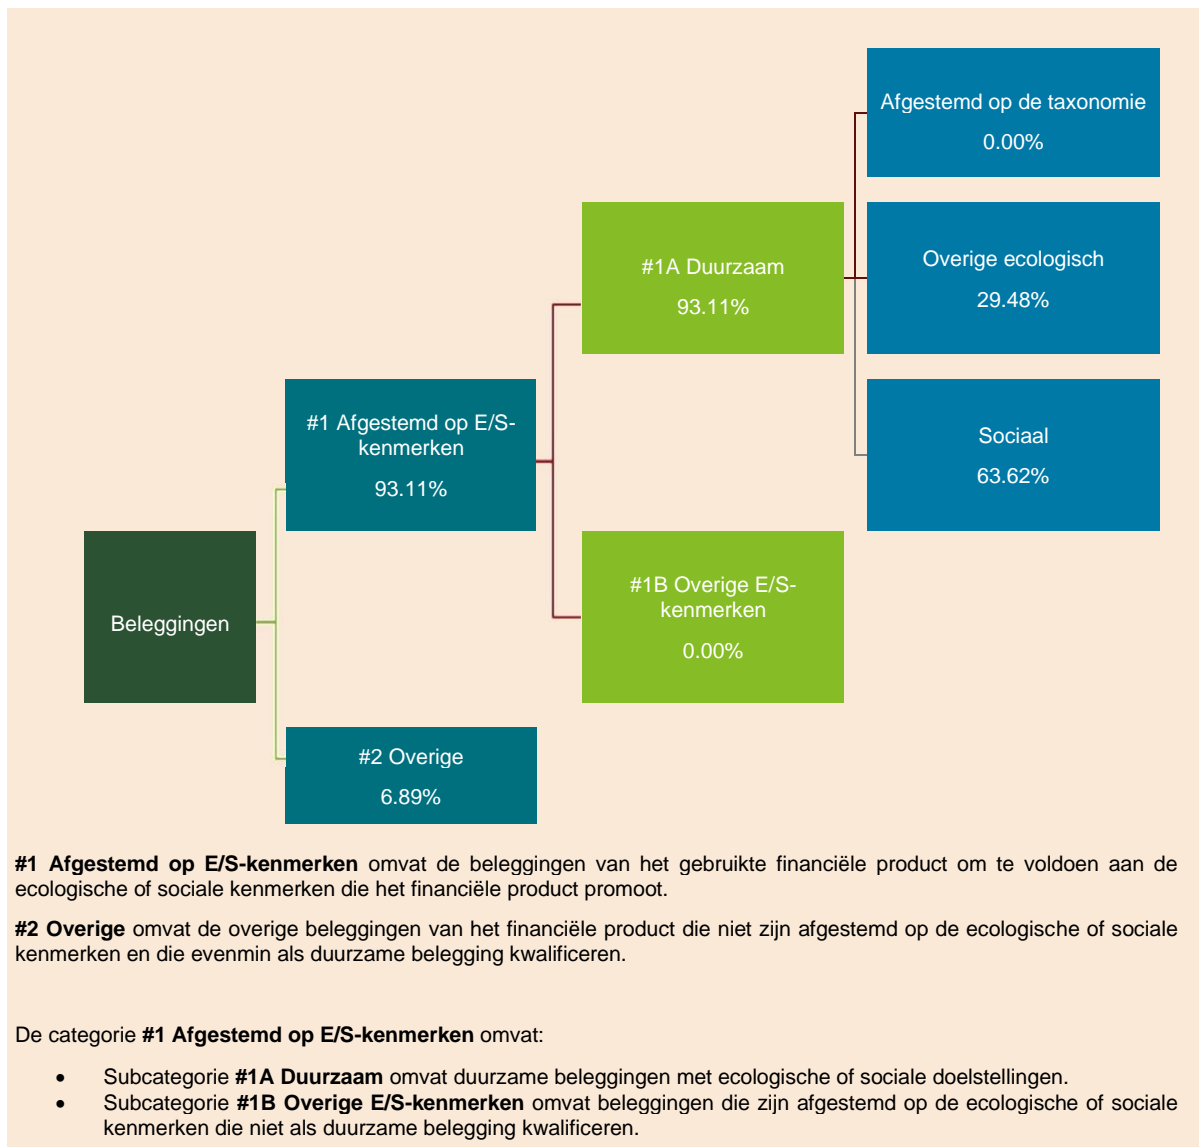 Afgestemd op de taxonomie
0.00%
#1A Duurzaam
93.11%
Overige ecologisch
29.48%
#1 Afgestemd op E/S-
kenmerken
93.11%
Sociaal
63.62%
Beleggingen
#1B Overige E/S-
kenmerken
0.00%
#2 Overige
6.89%
#1 Afgestemd op E/S-kenmerken omvat de beleggingen van het gebruikte financiële product om te voldoen aan de
ecologische of sociale kenmerken die het financiële product promoot.
#2 Overige omvat de overige beleggingen van het financiële product die niet zijn afgestemd op de ecologische of sociale
kenmerken en die evenmin als duurzame belegging kwalificeren.
De categorie #1 Afgestemd op E/S-kenmerken omvat:
• Subcategorie #1A Duurzaam omvat duurzame beleggingen met ecologische of sociale doelstellingen.
• Subcategorie #1B Overige E/S-kenmerken omvat beleggingen die zijn afgestemd op de ecologische of sociale
kenmerken die niet als duurzame belegging kwalificeren.